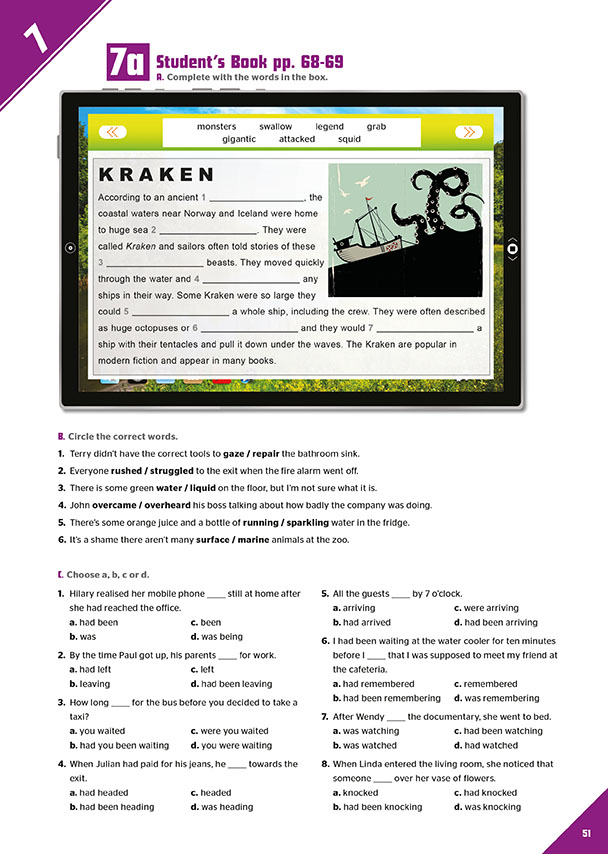 7
7a Student's Book pp. 68-69
A. Complete with the words in the box.
monsters swallow legend grab
gigantic attacked squid
KRAKEN
According to an ancient 1 ____________________, the
coastal waters near Norway and Iceland were home
to huge sea 2 ____________________. They were
called Kraken and sailors often told stories of these
3 ____________________ beasts. They moved quickly
through the water and 4 ____________________ any
ships in their way. Some Kraken were so large they
could 5 ____________________ a whole ship, including the crew. They were often described
as huge octopuses or 6 ____________________ and they would 7 ____________________ a
ship with their tentacles and pull it down under the waves. The Kraken are popular in
modern fiction and appear in many books.
B. Circle the correct words.
1. Terry didn't have the correct tools to gaze / repair the bathroom sink.
2. Everyone rushed / struggled to the exit when the fire alarm went off.
3. There is some green water / liquid on the floor, but I'm not sure what it is.
4. John overcame / overheard his boss talking about how badly the company was doing.
5. There's some orange juice and a bottle of running / sparkling water in the fridge.
6. It's a shame there aren't many surface / marine animals at the zoo.
C. Choose a, b, c or d.
1. Hilary realised her mobile phone ____ still at home after
she had reached the office.
a. had been c. been
b. was d. was being
2. By the time Paul got up, his parents ____ for work.
a. had left c. left
b. leaving d. had been leaving
3. How long ____ for the bus before you decided to take a
taxi?
a. you waited c. were you waited
b. had you been waiting d. you were waiting
4. When Julian had paid for his jeans, he ____ towards the
exit.
a. had headed c. headed
b. had been heading d. was heading
5. All the guests ____ by 7 o'clock.
a. arriving c. were arriving
b. had arrived d. had been arriving
6. I had been waiting at the water cooler for ten minutes
before I ____ that I was supposed to meet my friend at
the cafeteria.
a. had remembered c. remembered
b. had been remembering d. was remembering
7. After Wendy ____ the documentary, she went to bed.
a. was watching c. had been watching
b. was watched d. had watched
8. When Linda entered the living room, she noticed that
someone ____ over her vase of flowers.
a. knocked c. had knocked
b. had been knocking d. was knocking
51